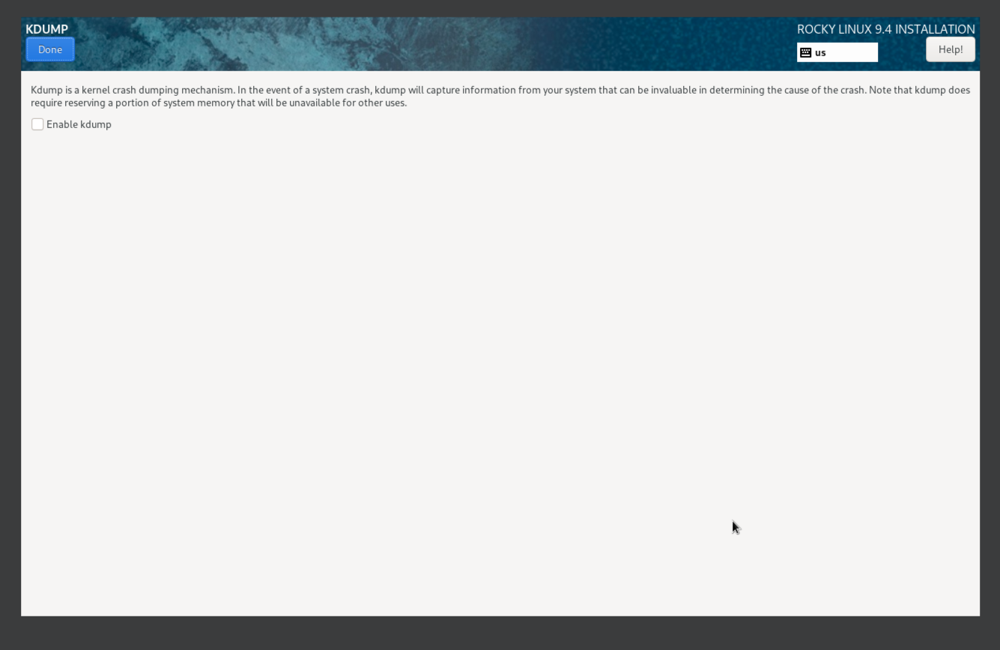 KDUMP
ROCKY LINUX 9.4 INSTALLATION
Done
us
Help!
Kdump is a kernel crash dumping mechanism. In the event of a system crash, kdump will capture information from your system that can be invaluable in determining the cause of the crash. Note that kdump does
require reserving a portion of system memory that will be unavailable for other uses.
Enable kdump